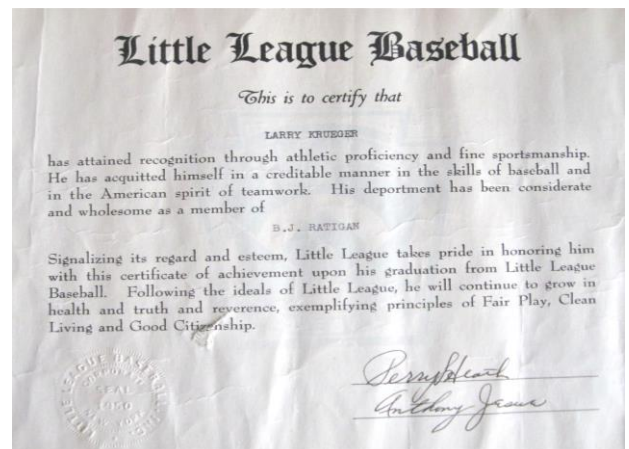 Little League Baseball
This is to certify that
LARRY KRUEGER
has attained recognition through athletic proficiency and fine sportsmanship.
He has acquitted himself in a creditable manner in the skills of baseball and
in the American spirit of teamwork. His deportment has been considerate
and wholesome as a member of
B.J. RATIGAN
Signalizing its regard and esteem, Little League takes pride in honoring him
with this certificate of achievement upon his graduation from Little League
Baseball. Following the ideals of Little League, he will continue to grow in
health and truth and reverence, exemplifying principles of Fair Play, Clean
Living and Good Citizenship.
LITTLE LEAGUE BASEBALL, INC.
SEAL
Anthony